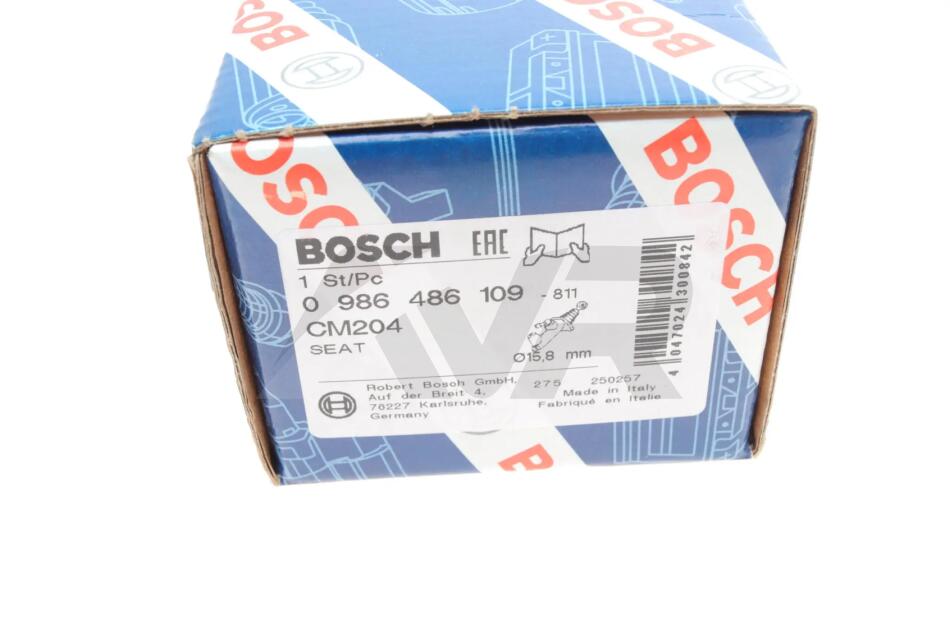 BOSCH
BOSCH
BOSCH
BOSCH
BOSCH EAC
1 St/Pc
0 986 486 109 - 811
CM204
SEAT
Ø15,8 mm
4 047024 300842
Robert Bosch GmbH, 275 250257
Auf der Breit 4, Made in Italy
76227 Karlsruhe, Fabriqué en Italie
Germany
AVR
B